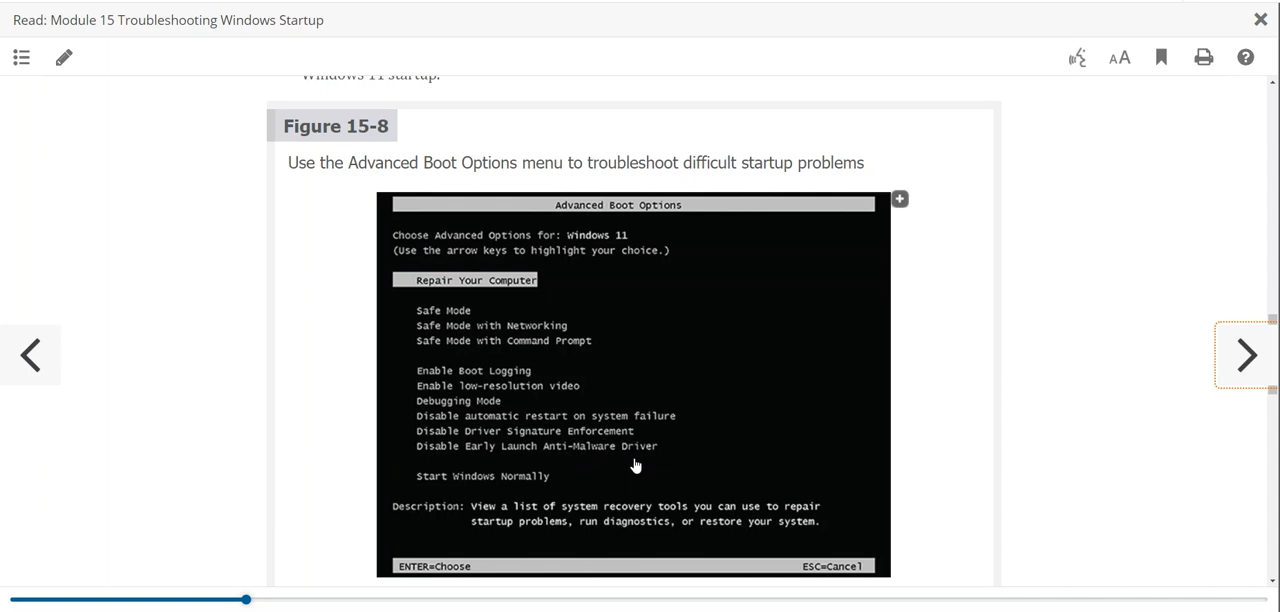 Read: Module 15 Troubleshooting Windows Startup
AA
Windows 11 startup.
Figure 15-8
Use the Advanced Boot Options menu to troubleshoot difficult startup problems
Advanced Boot Options
Choose Advanced Options for: Windows 11
(Use the arrow keys to highlight your choice.)
Repair Your Computer
Safe Mode
Safe Mode with Networking
Safe Mode with Command Prompt
Enable Boot Logging
Enable low-resolution video
Debugging Mode
Disable automatic restart on system failure
Disable Driver Signature Enforcement
Disable Early Launch Anti-Malware Driver
Start Windows Normally
Description: View a list of system recovery tools you can use to repair
startup problems, run diagnostics, or restore your system.
ENTER=Choose ESC=Cancel